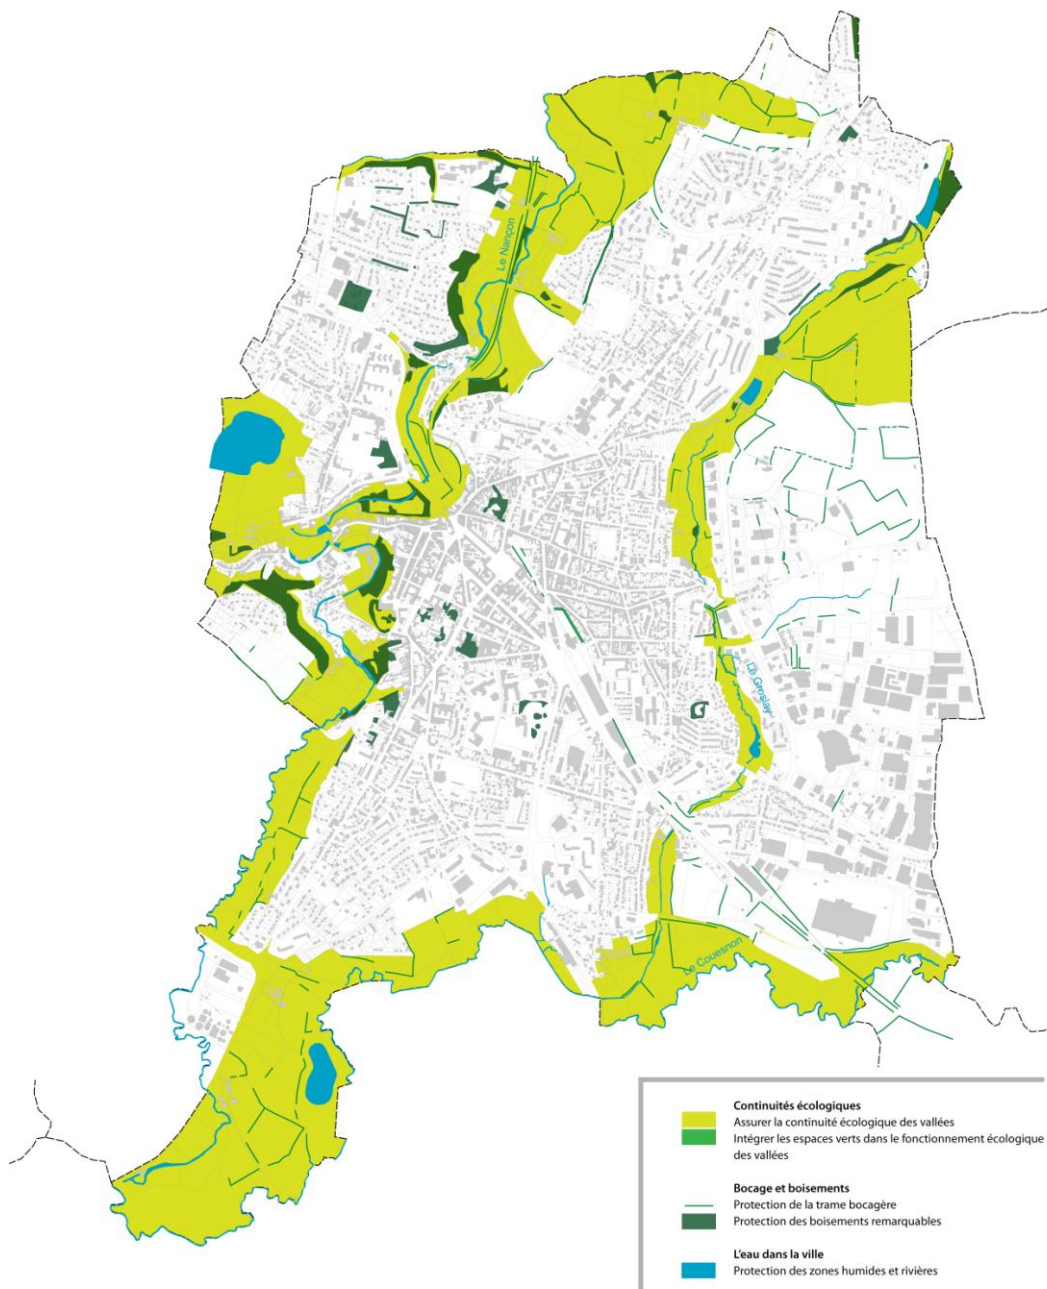 Le Nançon
Le Groslay
Le Couesnon
Continuités écologiques
Assurer la continuité écologique des vallées
Intégrer les espaces verts dans le fonctionnement écologique
des vallées
Bocage et boisements
Protection de la trame bocagère
Protection des boisements remarquables
L'eau dans la ville
Protection des zones humides et rivières